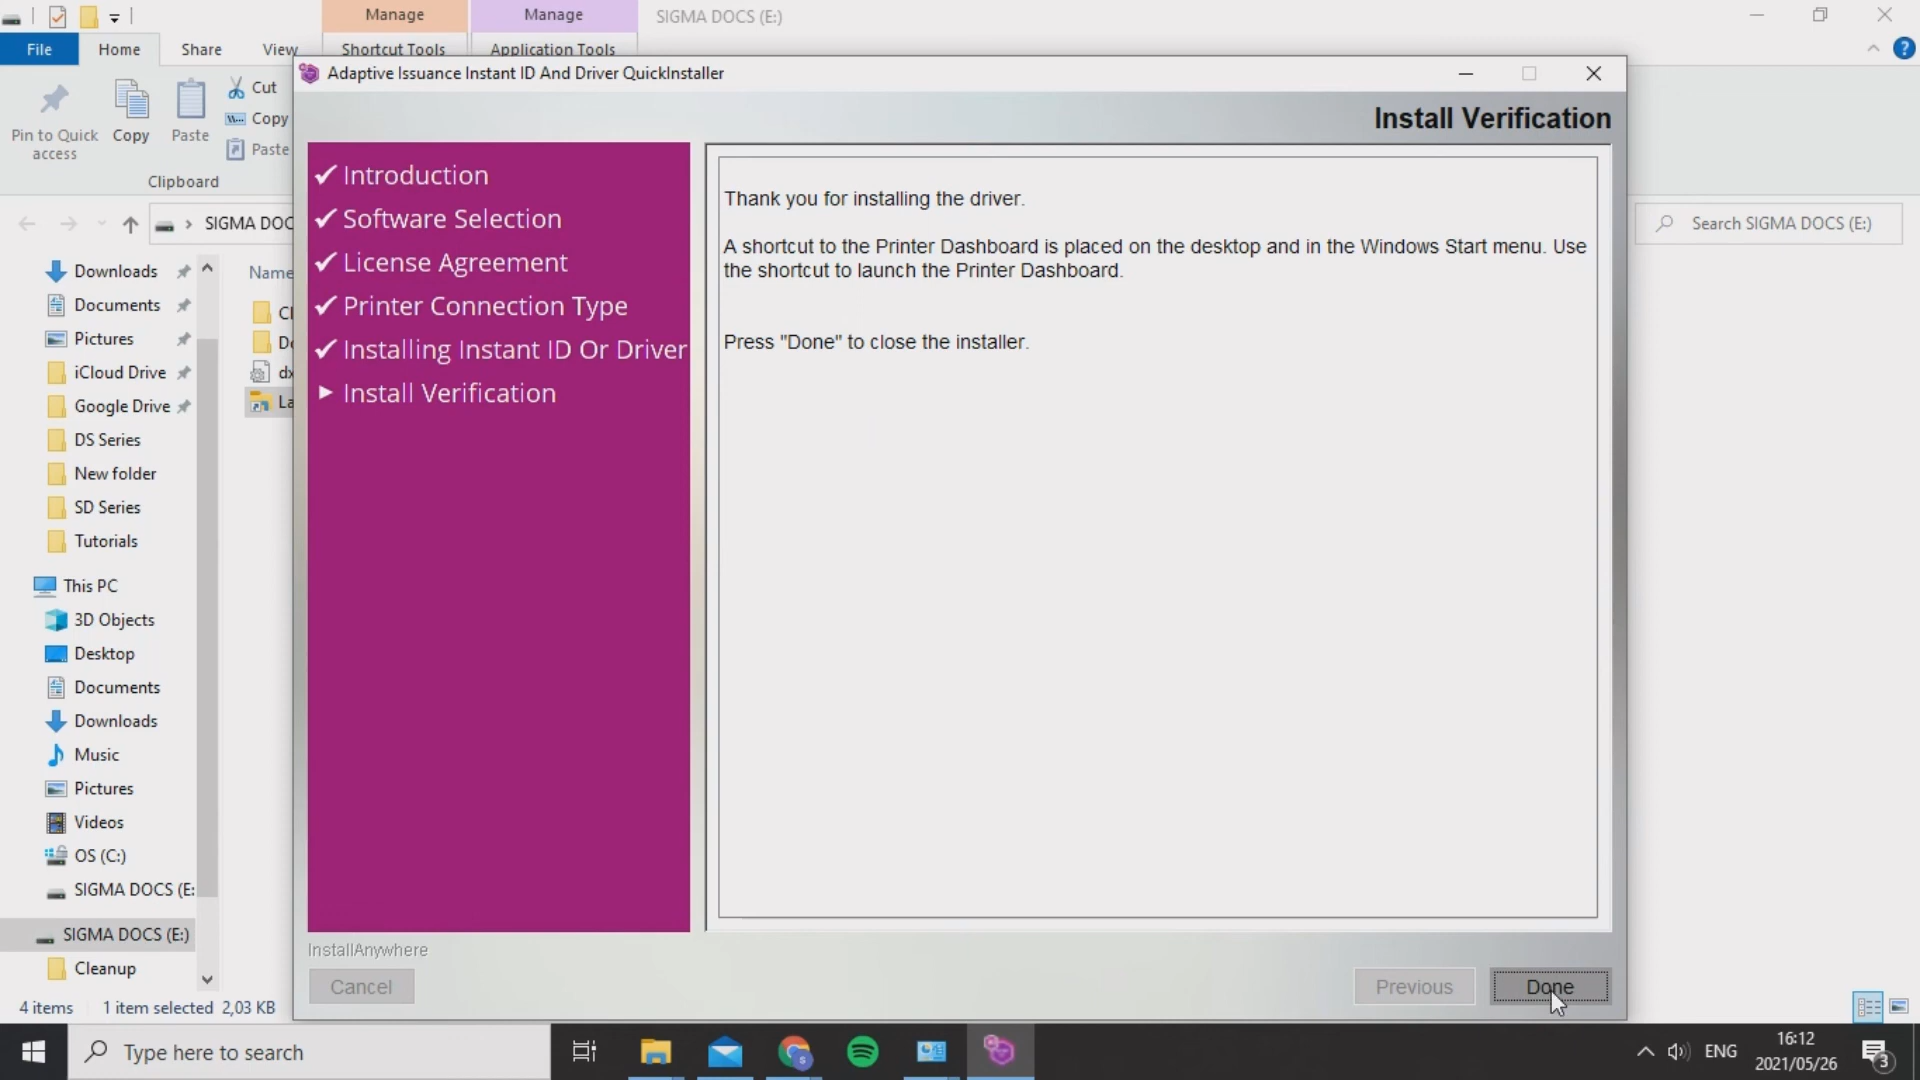 Manage
Manage
SIGMA DOCS (E:)
File
Home
Share
View
Shortcut Tools
Application Tools
Adaptive Issuance Instant ID And Driver QuickInstaller
Pin to Quick access
Copy
Paste
Cut
Copy
Paste
Clipboard
SIGMA DOC
Search SIGMA DOCS (E:)
Install Verification
Introduction
Software Selection
License Agreement
Printer Connection Type
Installing Instant ID Or Driver
Install Verification
Thank you for installing the driver.
A shortcut to the Printer Dashboard is placed on the desktop and in the Windows Start menu. Use
the shortcut to launch the Printer Dashboard.
Press "Done" to close the installer.
Downloads
Documents
Pictures
iCloud Drive
Google Drive
DS Series
New folder
SD Series
Tutorials
This PC
3D Objects
Desktop
Documents
Downloads
Music
Pictures
Videos
OS (C:)
SIGMA DOCS (E:
SIGMA DOCS (E:)
Cleanup
Name
dx
La
InstallAnywhere
Cancel
Previous
Done
4 items
1 item selected 2,03 KB
Type here to search
ENG
16:12
2021/05/26
3